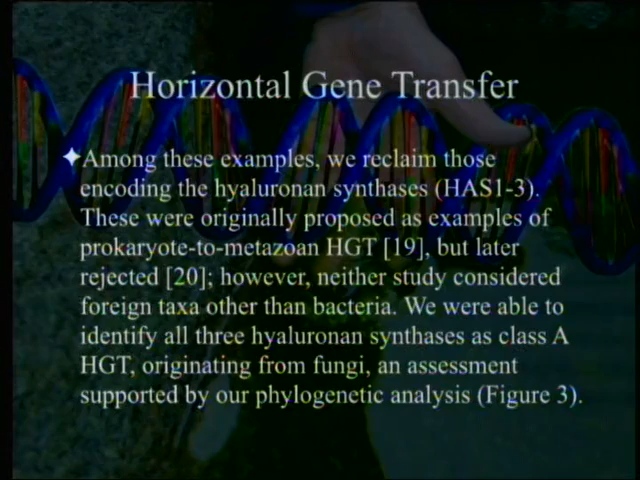 Horizontal Gene Transfer
Among these examples, we reclaim those
encoding the hyaluronan synthases (HAS1-3).
These were originally proposed as examples of
prokaryote-to-metazoan HGT [19], but later
rejected [20]; however, neither study considered
foreign taxa other than bacteria. We were able to
identify all three hyaluronan synthases as class A
HGT, originating from fungi, an assessment
supported by our phylogenetic analysis (Figure 3).